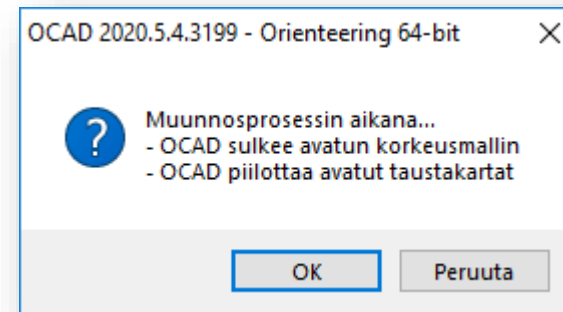 OCAD 2020.5.4.3199 - Orienteering 64-bit
Muunnosprosessin aikana...
- OCAD sulkee avatun korkeusmallin
- OCAD piilottaa avatut taustakartat
OK Peruuta